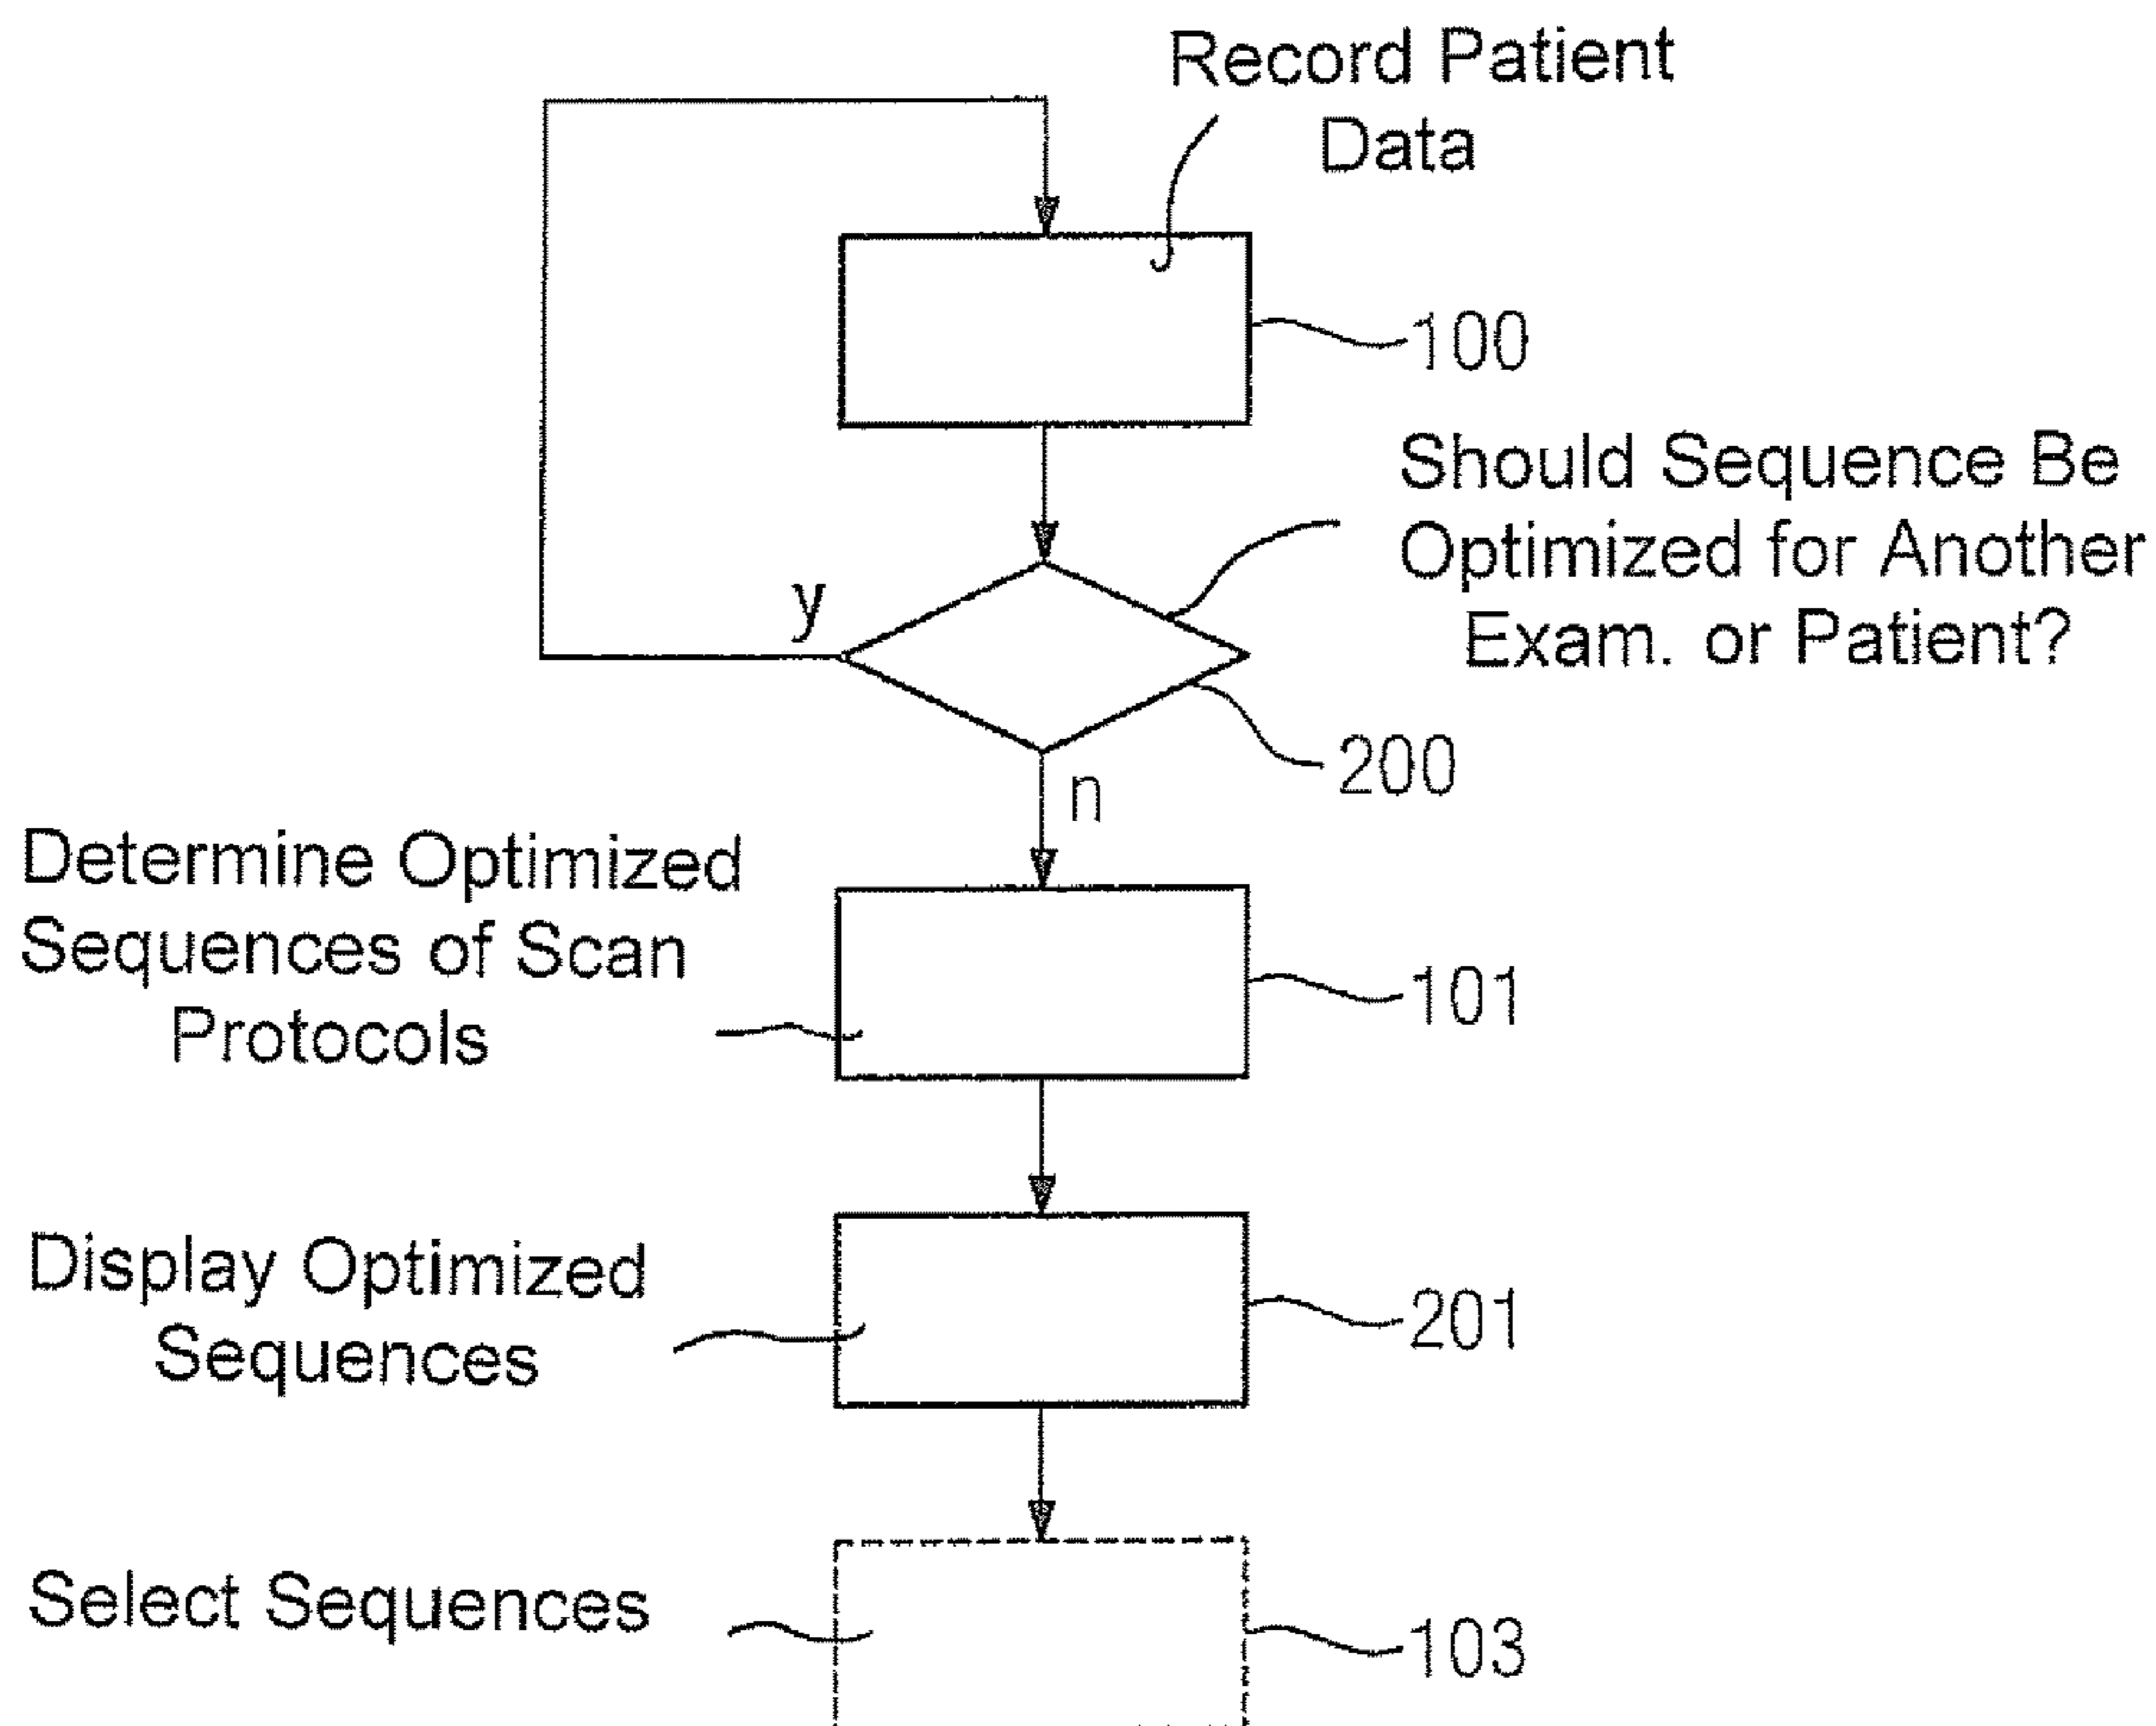 Record Patient
Data
100
Should Sequence Be
Optimized for Another
Exam. or Patient?
y
200
n
Determine Optimized
Sequences of Scan
Protocols
101
Display Optimized
Sequences
201
Select Sequences
103